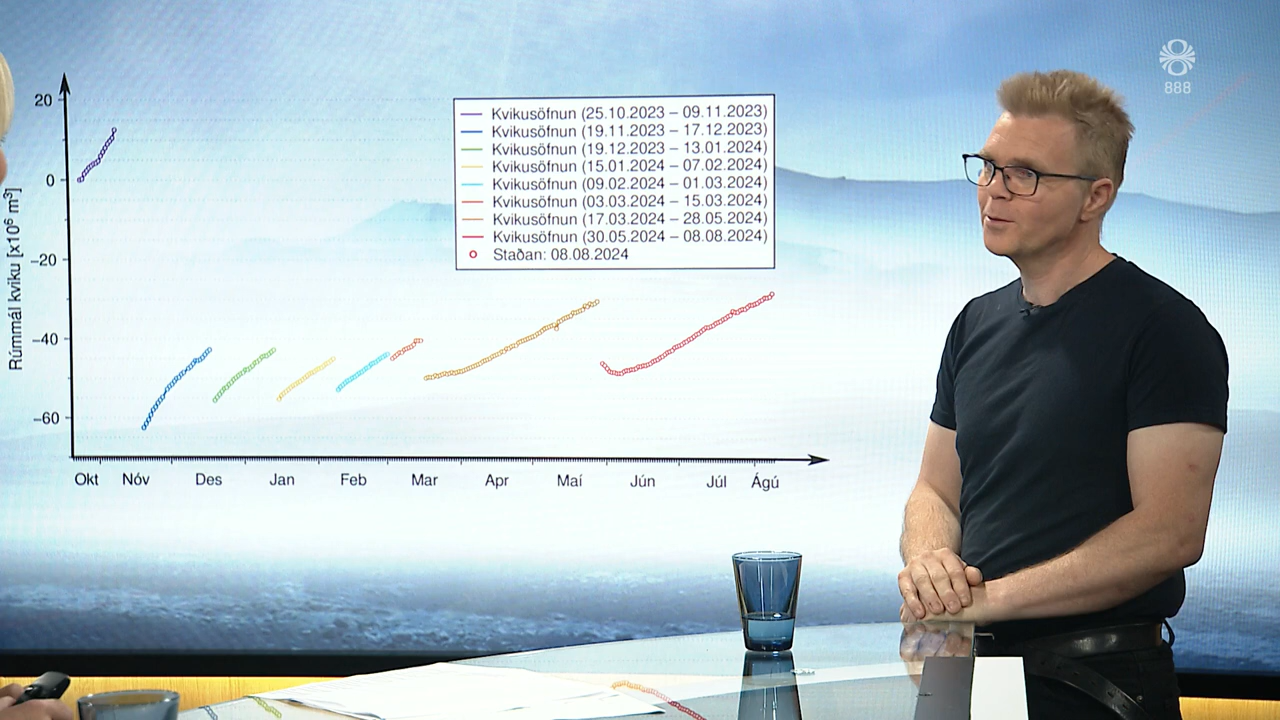 888
Kvikusöfnun (25.10.2023 – 09.11.2023)
Kvikusöfnun (19.11.2023 – 17.12.2023)
Kvikusöfnun (19.12.2023 – 13.01.2024)
Kvikusöfnun (15.01.2024 – 07.02.2024)
Kvikusöfnun (09.02.2024 – 01.03.2024)
Kvikusöfnun (03.03.2024 – 15.03.2024)
Kvikusöfnun (17.03.2024 – 28.05.2024)
Kvikusöfnun (30.05.2024 – 08.08.2024)
Staðan: 08.08.2024
Rúmmál kviku [x10⁶ m³]
20
0
−20
−40
−60
Okt Nóv Des Jan Feb Mar Apr Maí Jún Júl Ágú